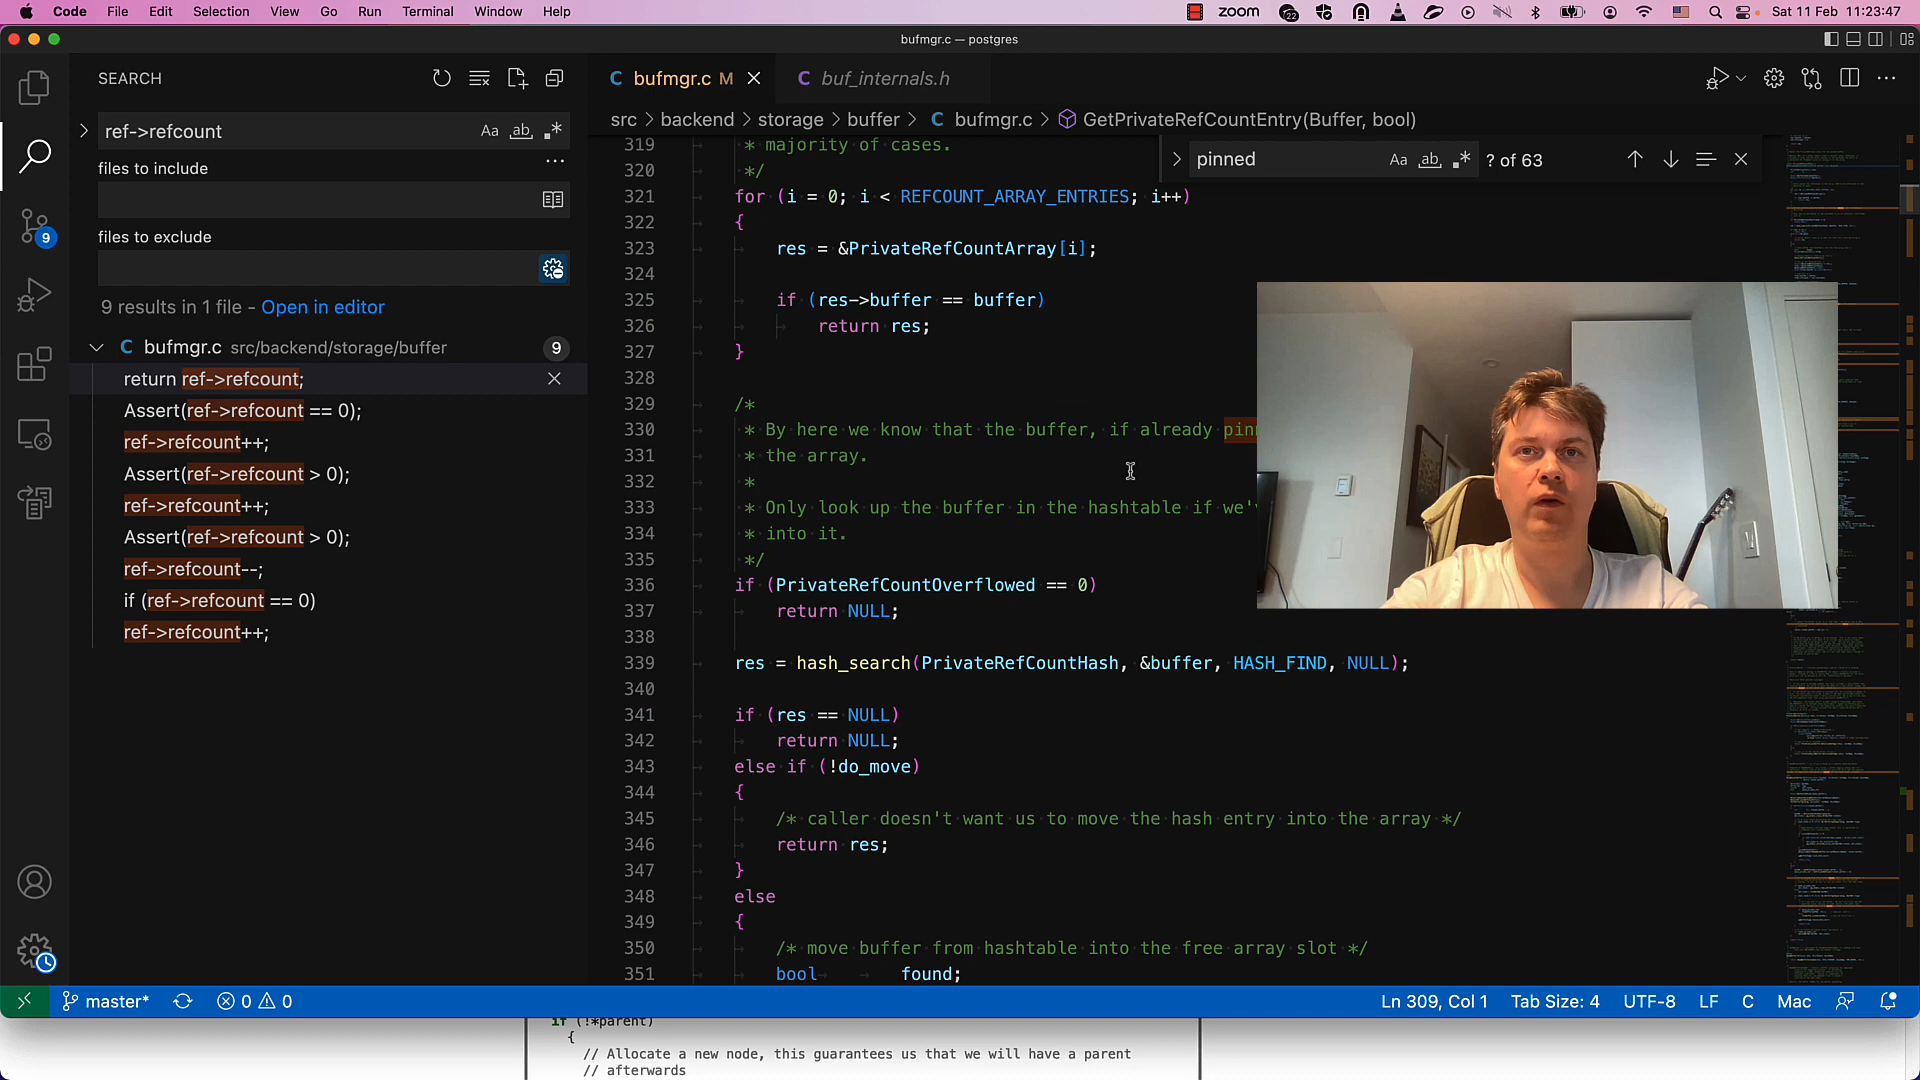 Code File Edit Selection View Go Run Terminal Window Help zoom 22 Sat 11 Feb 11:23:47
bufmgr.c — postgres
SEARCH
bufmgr.c M
buf_internals.h
ref->refcount
Aa ab
src > backend > storage > buffer > C bufmgr.c > GetPrivateRefCountEntry(Buffer, bool)
pinned Aa ab ? of 63
files to include
files to exclude
9
9 results in 1 file - Open in editor
C bufmgr.c src/backend/storage/buffer 9
return ref->refcount;
Assert(ref->refcount == 0);
ref->refcount++;
Assert(ref->refcount > 0);
ref->refcount++;
Assert(ref->refcount > 0);
ref->refcount--;
if (ref->refcount == 0)
ref->refcount++;
319 * majority of cases.
320 */
321 for (i = 0; i < REFCOUNT_ARRAY_ENTRIES; i++)
322 {
323 res = &PrivateRefCountArray[i];
324
325 if (res->buffer == buffer)
326 return res;
327 }
328
329 /*
330 * By here we know that the buffer, if already pin
331 * the array.
332 *
333 * Only look up the buffer in the hashtable if we'
334 * into it.
335 */
336 if (PrivateRefCountOverflowed == 0)
337 return NULL;
338
339 res = hash_search(PrivateRefCountHash, &buffer, HASH_FIND, NULL);
340
341 if (res == NULL)
342 return NULL;
343 else if (!do_move)
344 {
345 /* caller doesn't want us to move the hash entry into the array */
346 return res;
347 }
348 else
349 {
350 /* move buffer from hashtable into the free array slot */
351 bool found;
master* 0 0 Ln 309, Col 1 Tab Size: 4 UTF-8 LF C Mac
if (!*parent)
{
// Allocate a new node, this guarantees us that we will have a parent
// afterwards